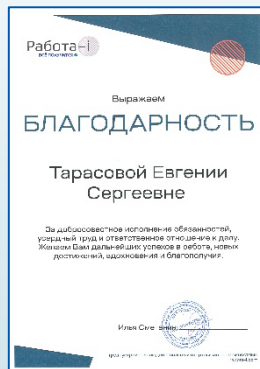 Работа-i
Выражаем
БЛАГОДАРНОСТЬ
Тарасовой Евгении
Сергеевне
За добросовестное исполнение обязанностей,
усердный труд и ответственное отношение к делу.
Желаем Вам дальнейших успехов в работе, новых
достижений, вдохновения и благополучия.
Илья